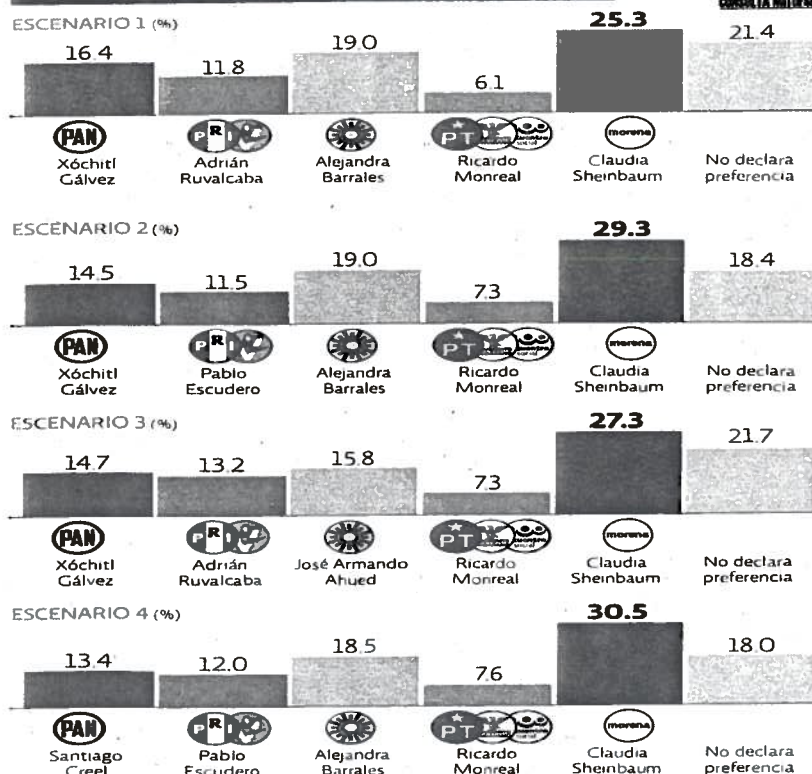 CONSULTA MITOFSKY
ESCENARIO 1 (%)
16.4 11.8 19.0 6.1 25.3 21.4
PAN PRI PT morena
Xóchitl Adrián Alejandra Ricardo Claudia No declara
Gálvez Ruvalcaba Barrales Monreal Sheinbaum preferencia
ESCENARIO 2 (%)
14.5 11.5 19.0 7.3 29.3 18.4
PAN PRI PT morena
Xóchitl Pablo Alejandra Ricardo Claudia No declara
Gálvez Escudero Barrales Monreal Sheinbaum preferencia
ESCENARIO 3 (%)
14.7 13.2 15.8 7.3 27.3 21.7
PAN PRI PT morena
Xóchitl Adrián José Armando Ricardo Claudia No declara
Gálvez Ruvalcaba Ahued Monreal Sheinbaum preferencia
ESCENARIO 4 (%)
13.4 12.0 18.5 7.6 30.5 18.0
PAN PRI PT morena
Santiago Pablo Alejandra Ricardo Claudia No declara
Creel Escudero Barrales Monreal Sheinbaum preferencia